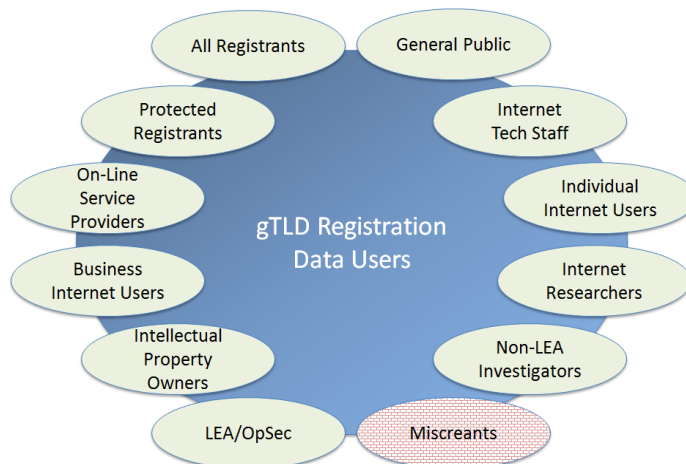 All Registrants
General Public
Protected
Registrants
Internet
Tech Staff
On-Line
Service
Providers
Individual
Internet Users
gTLD Registration
Data Users
Business
Internet Users
Internet
Researchers
Intellectual
Property
Owners
Non-LEA
Investigators
LEA/OpSec
Miscreants